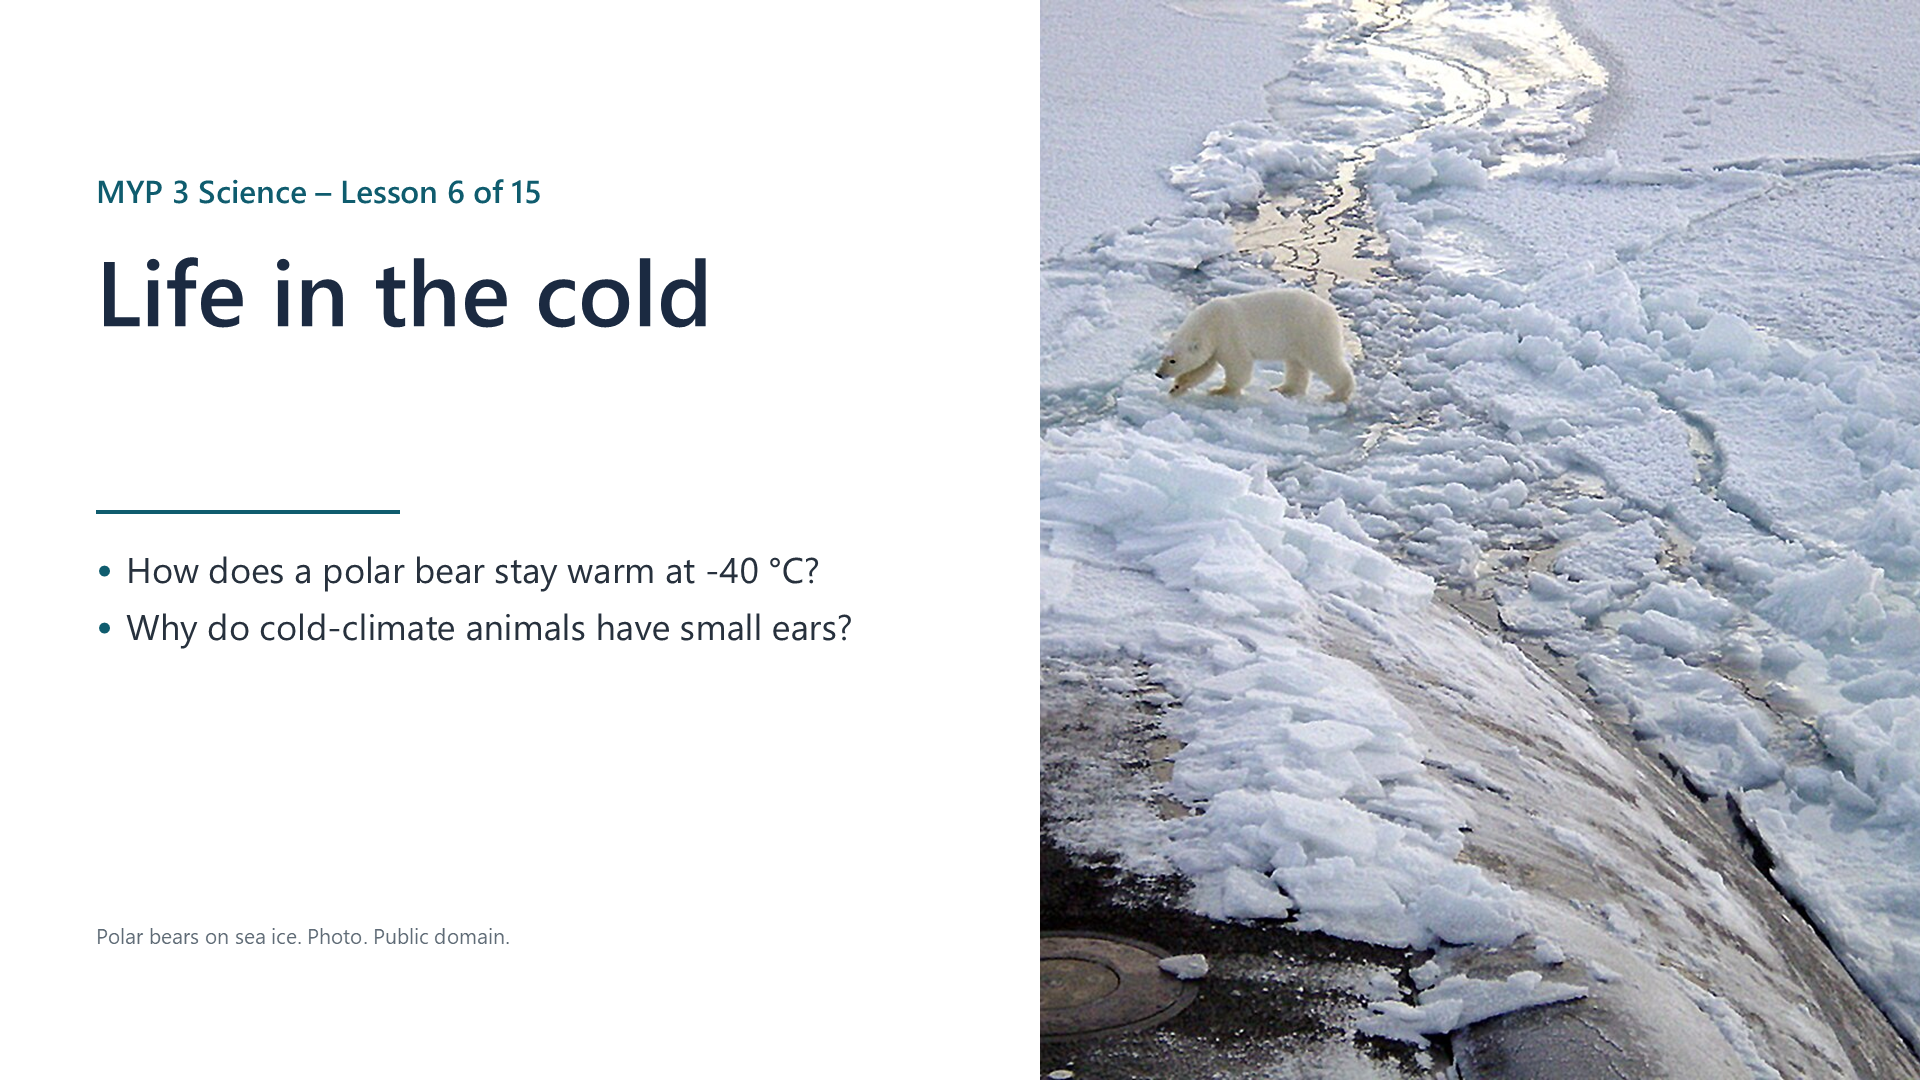 MYP 3 Science – Lesson 6 of 15
Life in the cold
• How does a polar bear stay warm at -40 °C?
• Why do cold-climate animals have small ears?
Polar bears on sea ice. Photo. Public domain.